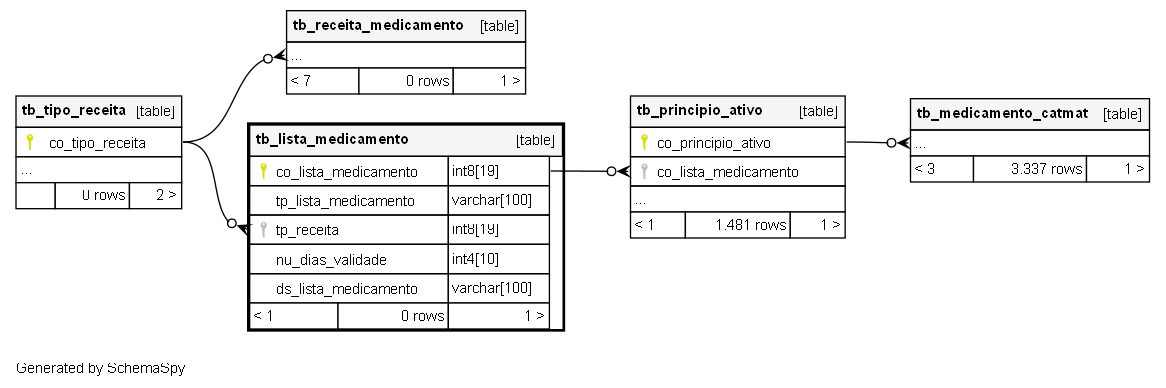 tb_receita_medicamento [table]
...
< 7 0 rows 1 >
tb_tipo_receita [table]
co_tipo_receita
...
0 rows 2 >
tb_lista_medicamento [table]
co_lista_medicamento int8[19]
tp_lista_medicamento varchar[100]
tp_receita int8[19]
nu_dias_validade int4[10]
ds_lista_medicamento varchar[100]
< 1 0 rows 1 >
tb_principio_ativo [table]
co_principio_ativo
co_lista_medicamento
...
< 1 1.481 rows 1 >
tb_medicamento_catmat [table]
...
< 3 3.337 rows 1 >
Generated by SchemaSpy